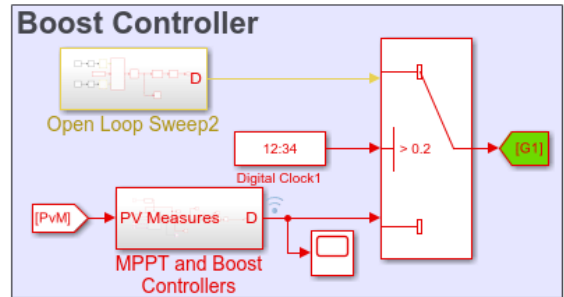 Boost Controller
D
Open Loop Sweep2
12:34
Digital Clock1
> 0.2
[G1]
[PvM]
PV Measures
D
MPPT and Boost
Controllers